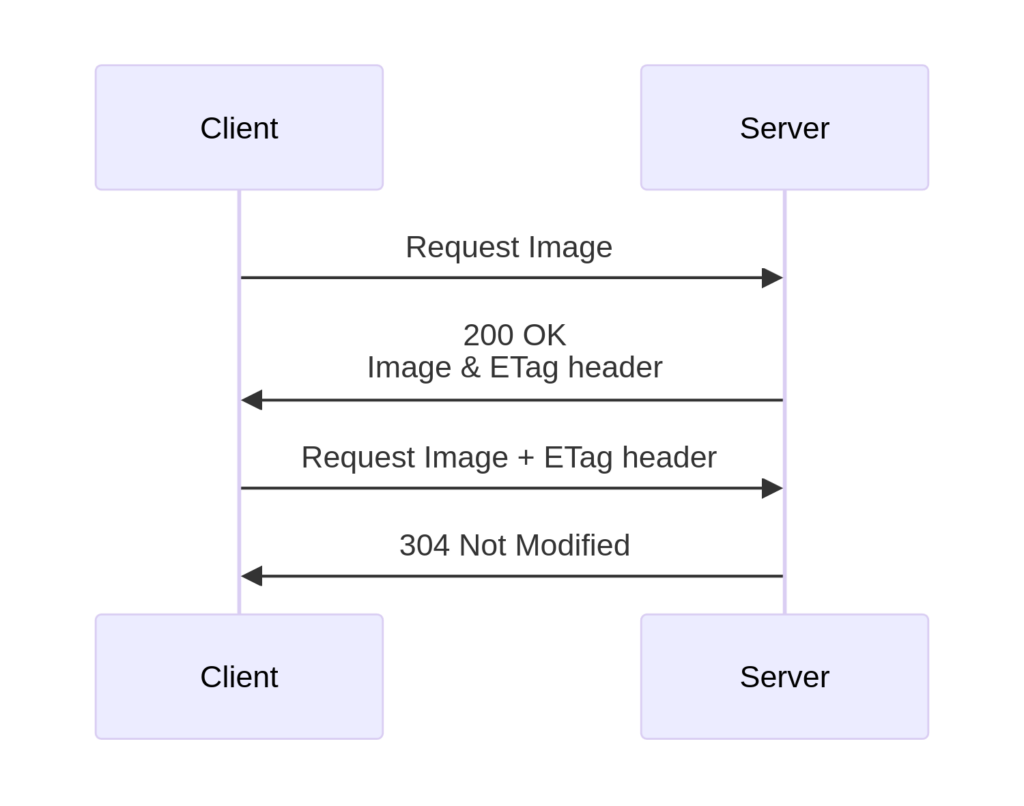 Client
Server
Request Image
200 OK
Image & ETag header
Request Image + ETag header
304 Not Modified
Client
Server